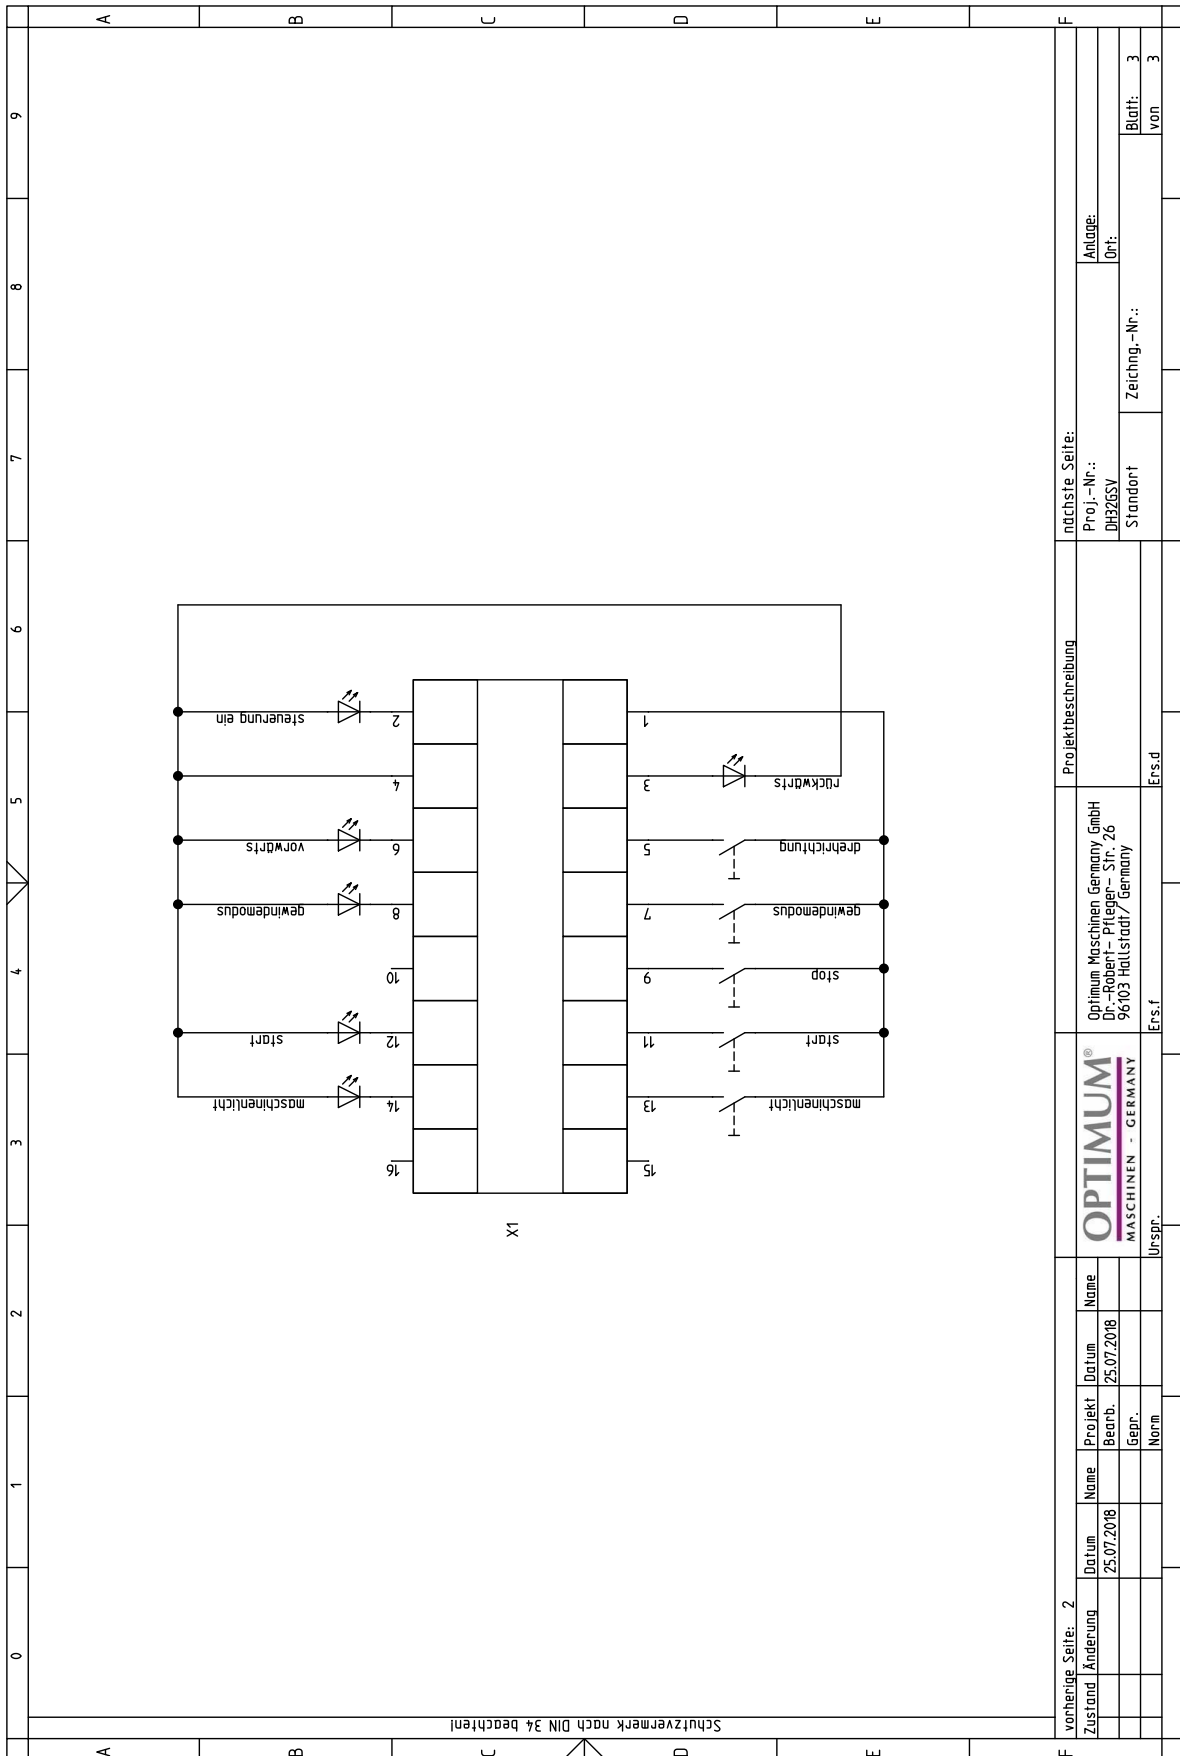 0 1 2 3 4 5 6 7 8 9
A A
B B
C C
D D
E E
F F
Schutzvermerk nach DIN 34 beachten!
maschinenlicht
start
gewindemodus
vorwärts
steuerung ein
16 14 12 10 8 6 4 2
X1
15 13 11 9 7 5 3 1
maschinenlicht
start
stop
gewindemodus
drehrichtung
rückwärts
vorherige Seite: 2
Zustand Änderung Datum Name Projekt Datum Name
25.07.2018 Bearb. 25.07.2018
Gepr.
Norm
OPTIMUM®
MASCHINEN - GERMANY
Urspr.
Optimum Maschinen Germany GmbH
Dr.-Robert- Pfleger- Str. 26
96103 Hallstadt/ Germany
Ers.f
Ers.d
Projektbeschreibung
nächste Seite:
Proj.-Nr.:
DH32GSV
Standort
Zeichng.-Nr.:
Anlage:
Ort:
Blatt: 3
von 3